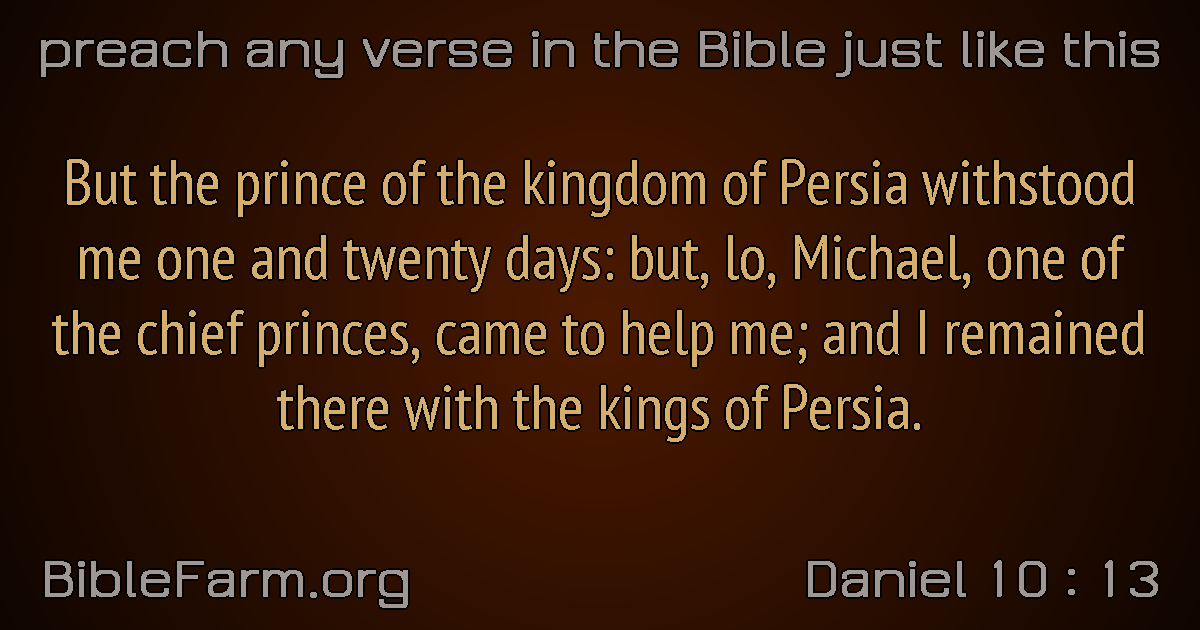 preach any verse in the Bible just like this
But the prince of the kingdom of Persia withstood
me one and twenty days: but, lo, Michael, one of
the chief princes, came to help me; and I remained
there with the kings of Persia.
BibleFarm.org
Daniel 10 : 13